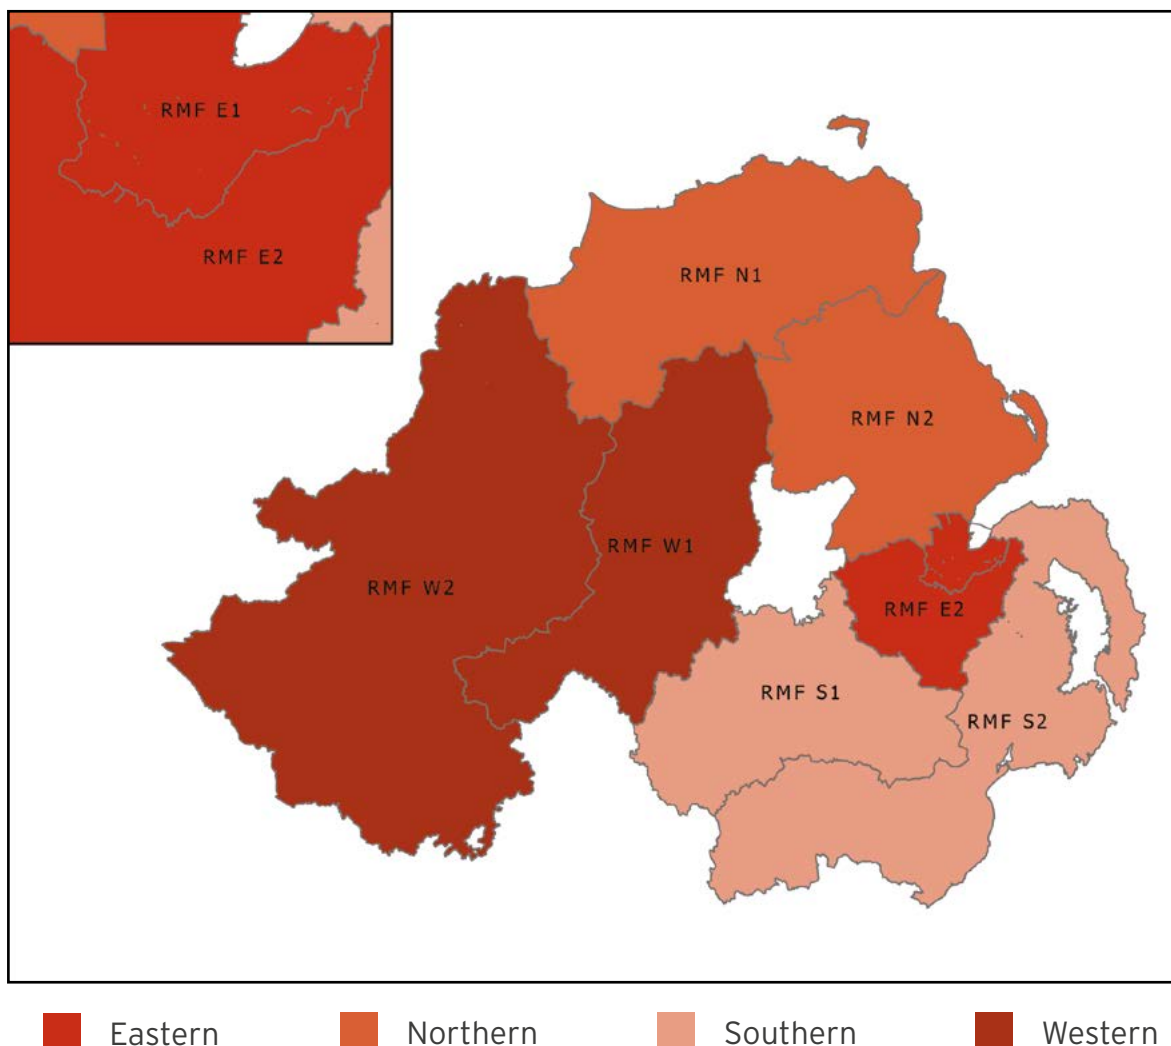 RMF E1
RMF E2
RMF N1
RMF N2
RMF W1
RMF W2
RMF E2
RMF S1
RMF S2
Eastern
Northern
Southern
Western